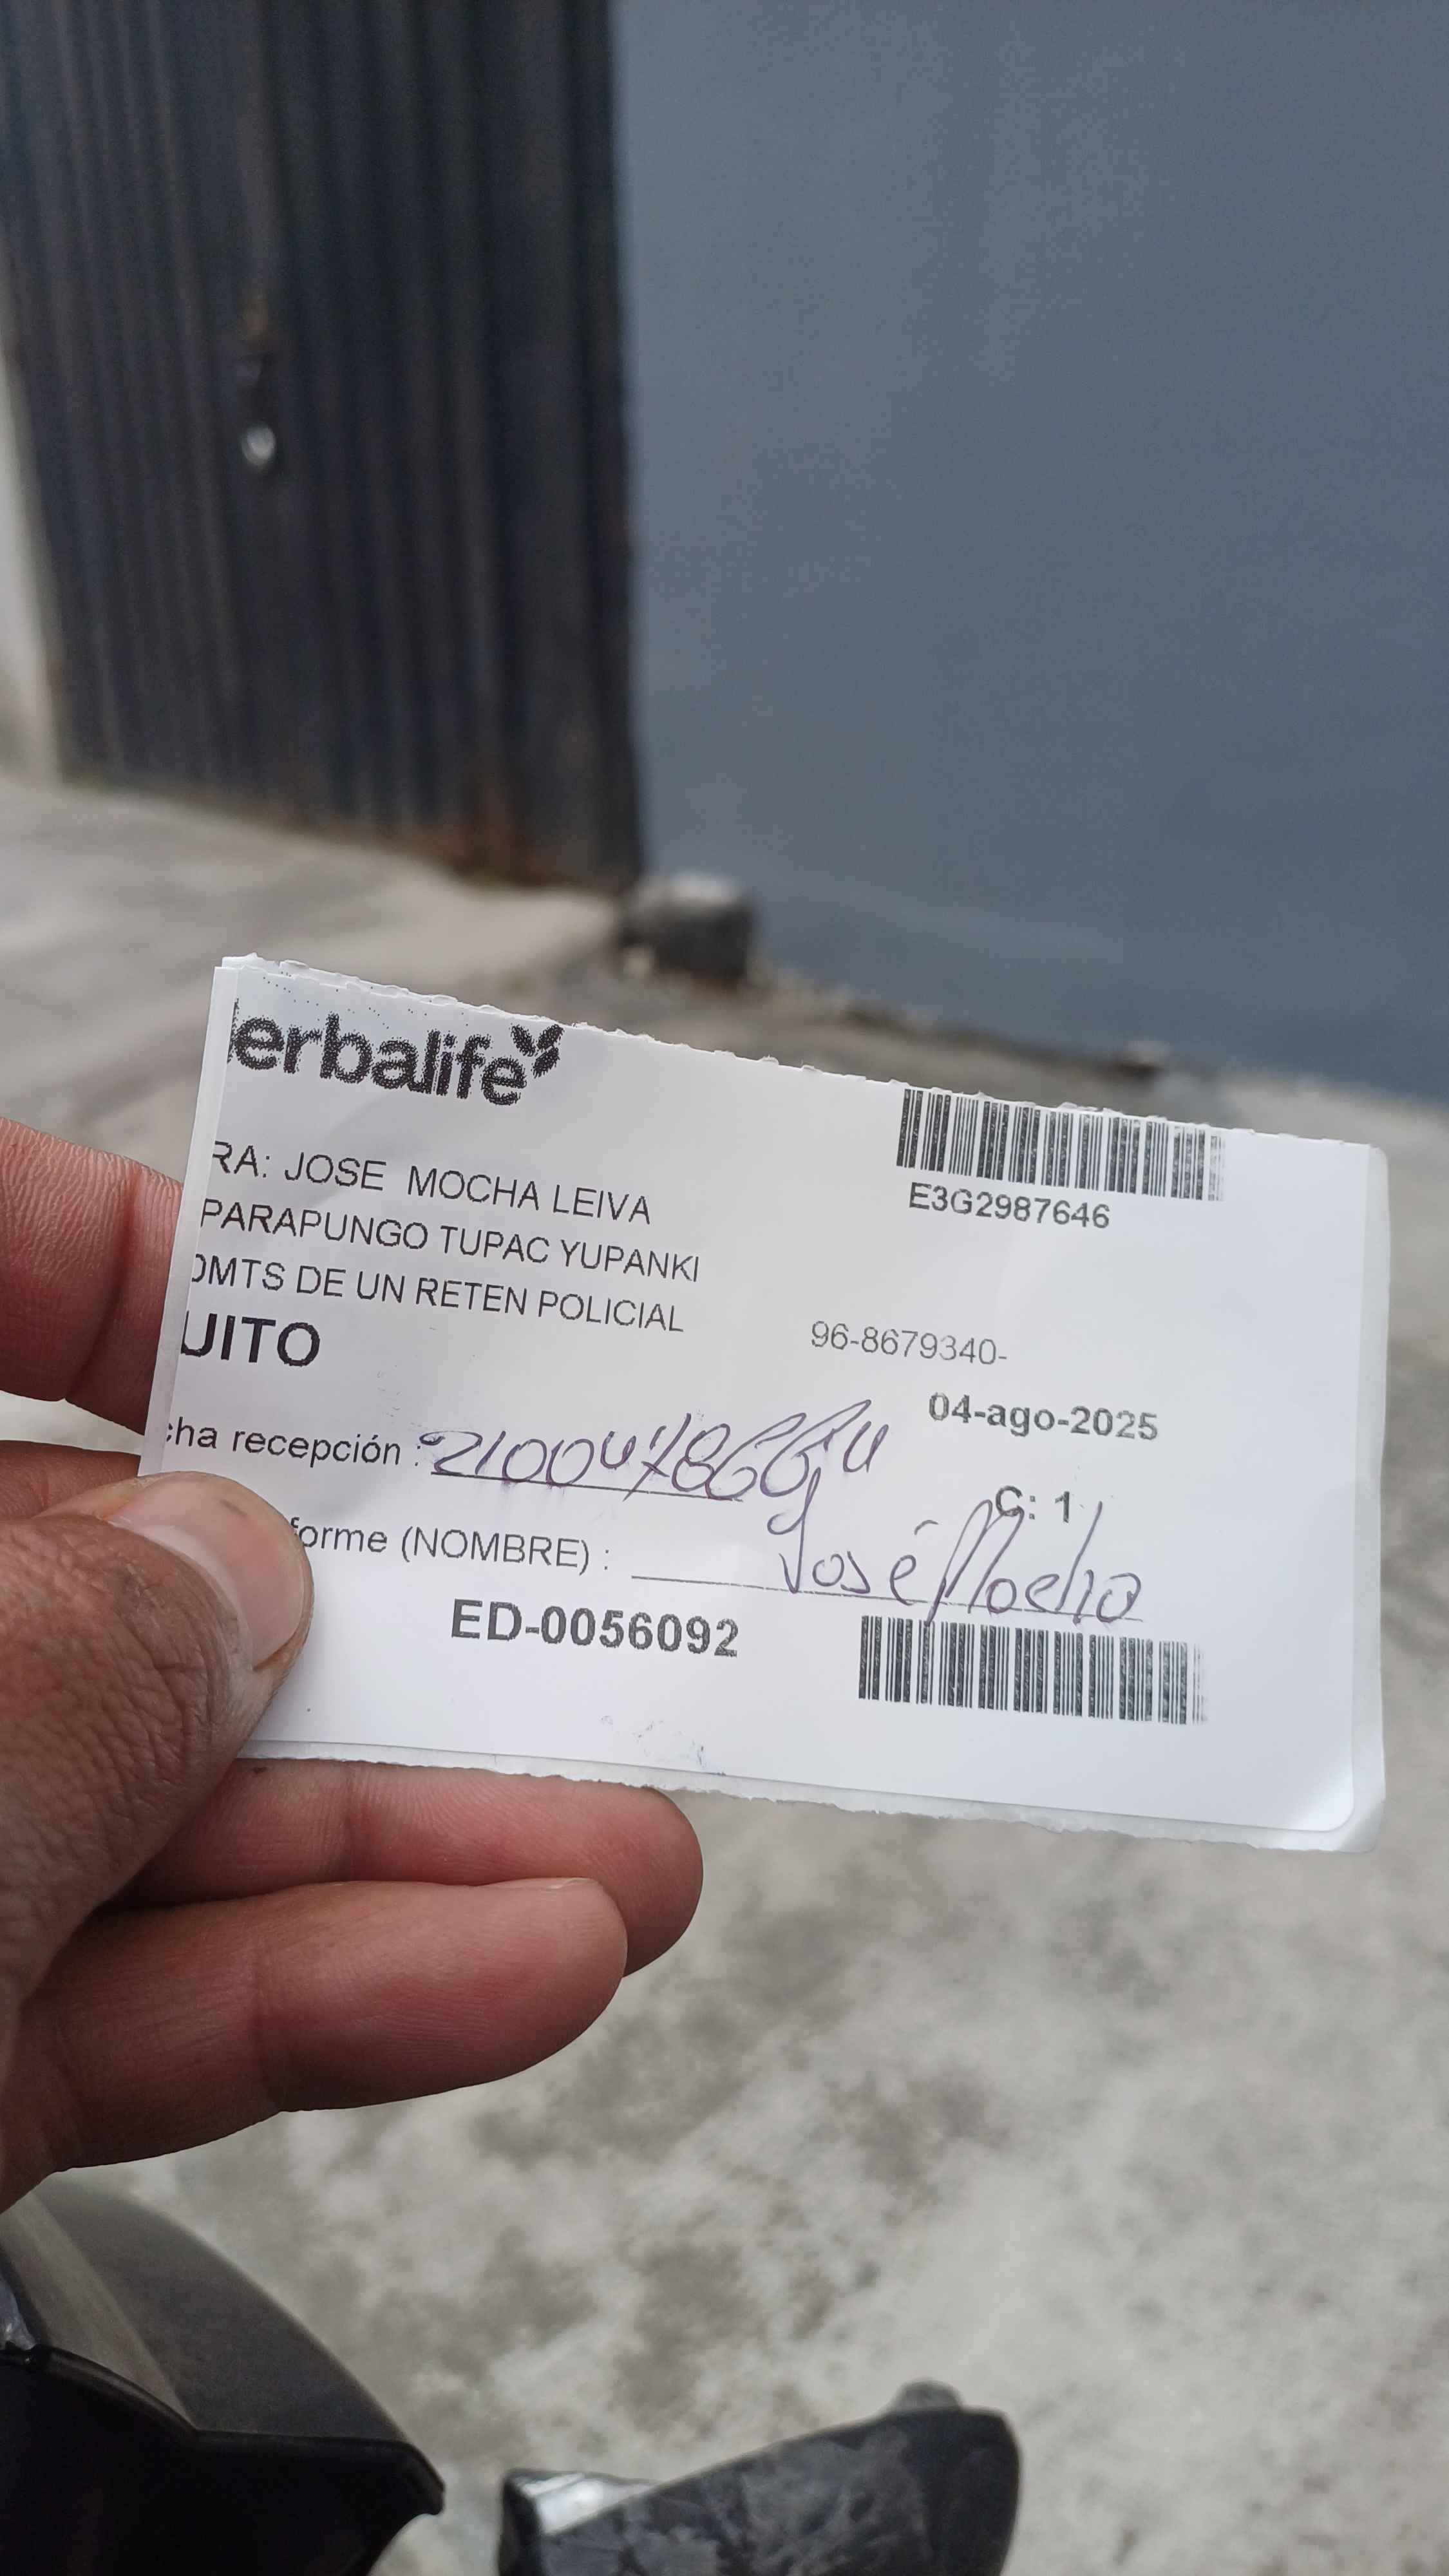 erbalife
E3G2987646
RA: JOSE MOCHA LEIVA
PARAPUNGO TUPAC YUPANKI
OMTS DE UN RETEN POLICIAL
96-8679340-
UITO
04-ago-2025
cha recepción :
C: 1
forme (NOMBRE) : José Mocha
ED-0056092